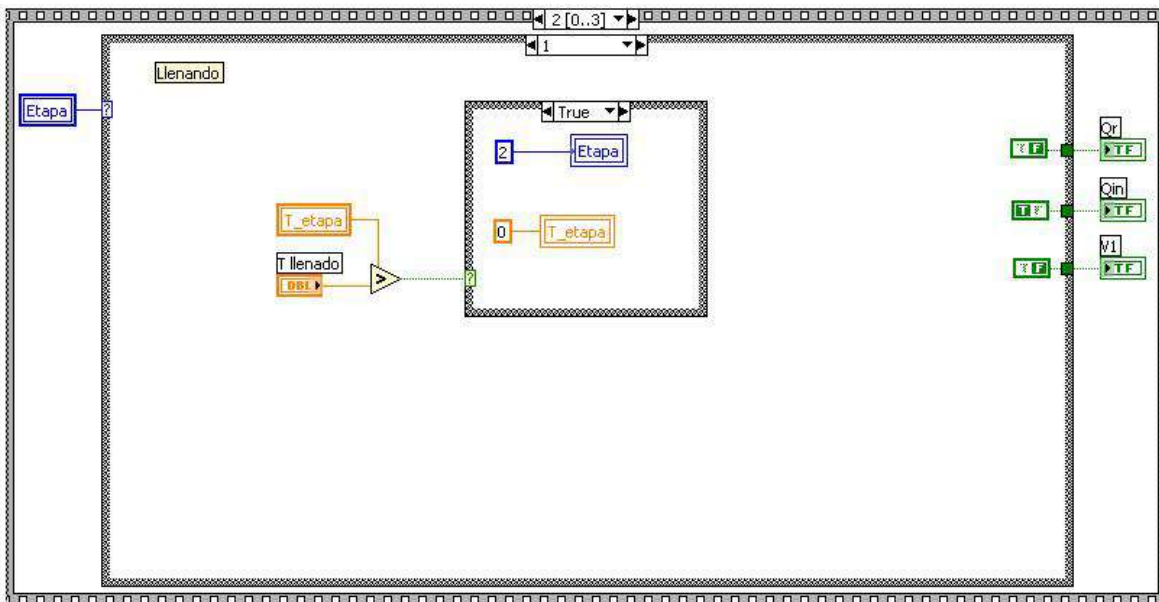 2 [0..3]
1
Llenando
Etapa
?
True
2
Etapa
T_etapa
0
T_etapa
T llenado
DBL
>
?
F
Qr
TF
T
Qin
TF
F
V1
TF